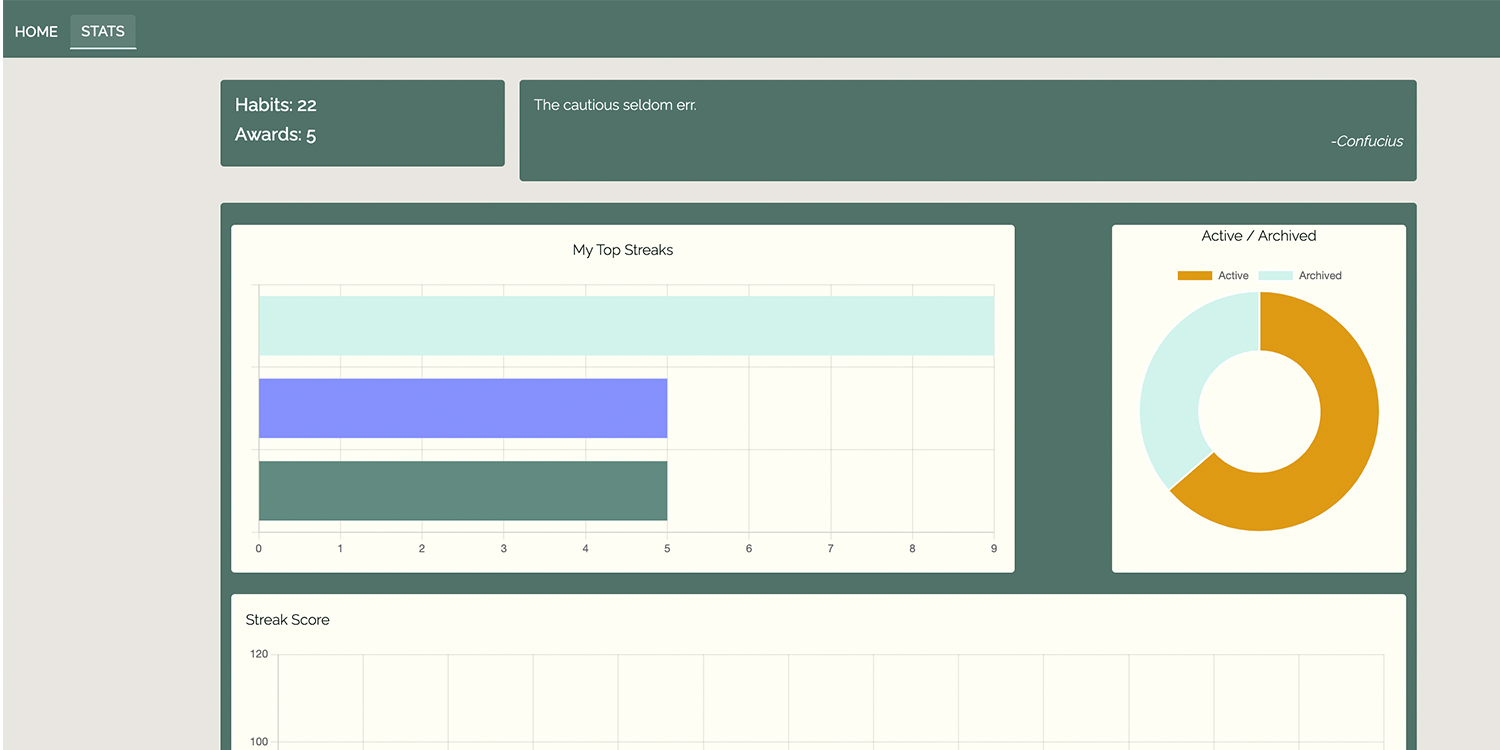 HOME STATS
Habits: 22
Awards: 5
The cautious seldom err.
-Confucius
My Top Streaks
0 1 2 3 4 5 6 7 8 9
Active / Archived
Active Archived
Streak Score
120
100